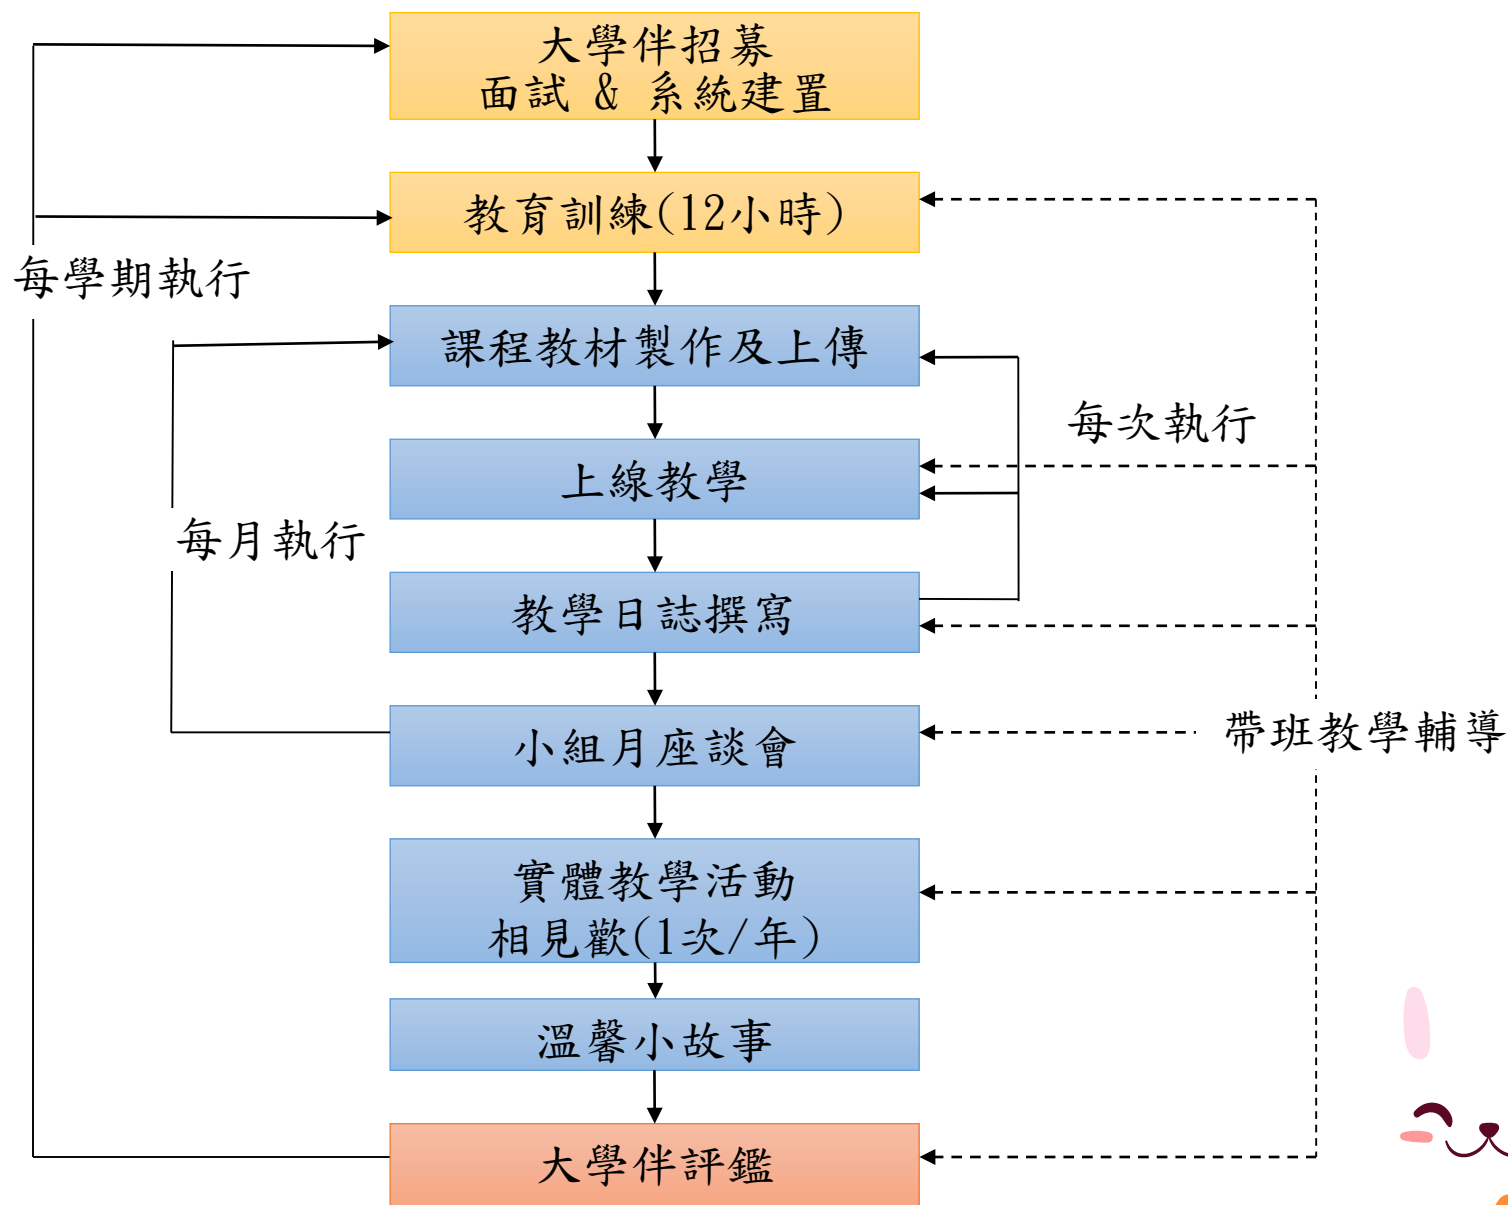 大學伴招募
面試 & 系統建置
教育訓練(12小時)
每學期執行
課程教材製作及上傳
每次執行
上線教學
每月執行
教學日誌撰寫
小組月座談會
帶班教學輔導
實體教學活動
相見歡(1次/年)
溫馨小故事
大學伴評鑑